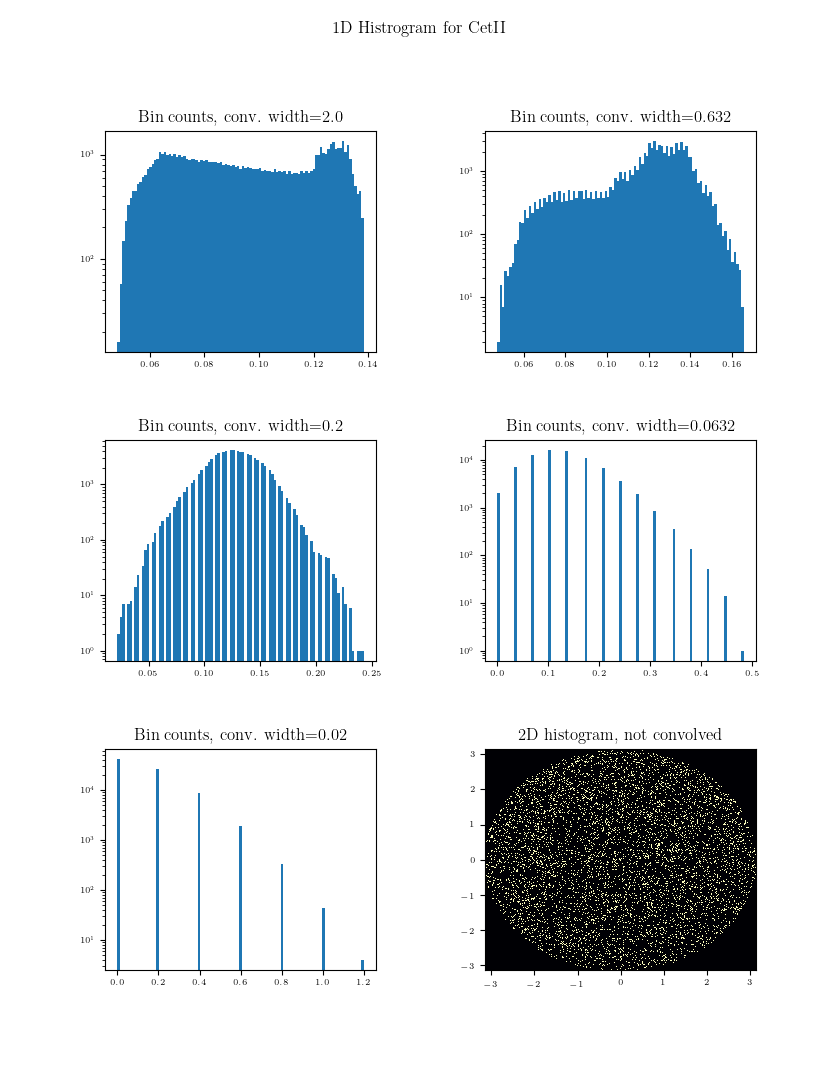 1D Histrogram for CetII
Bin counts, conv. width=2.0
10³
10²
0.06 0.08 0.10 0.12 0.14
Bin counts, conv. width=0.632
10³
10²
10¹
0.06 0.08 0.10 0.12 0.14 0.16
Bin counts, conv. width=0.2
10³
10²
10¹
10⁰
0.05 0.10 0.15 0.20 0.25
Bin counts, conv. width=0.0632
10⁴
10³
10²
10¹
10⁰
0.0 0.1 0.2 0.3 0.4 0.5
Bin counts, conv. width=0.02
10⁴
10³
10²
10¹
0.0 0.2 0.4 0.6 0.8 1.0 1.2
2D histogram, not convolved
3
2
1
0
−1
−2
−3
−3 −2 −1 0 1 2 3